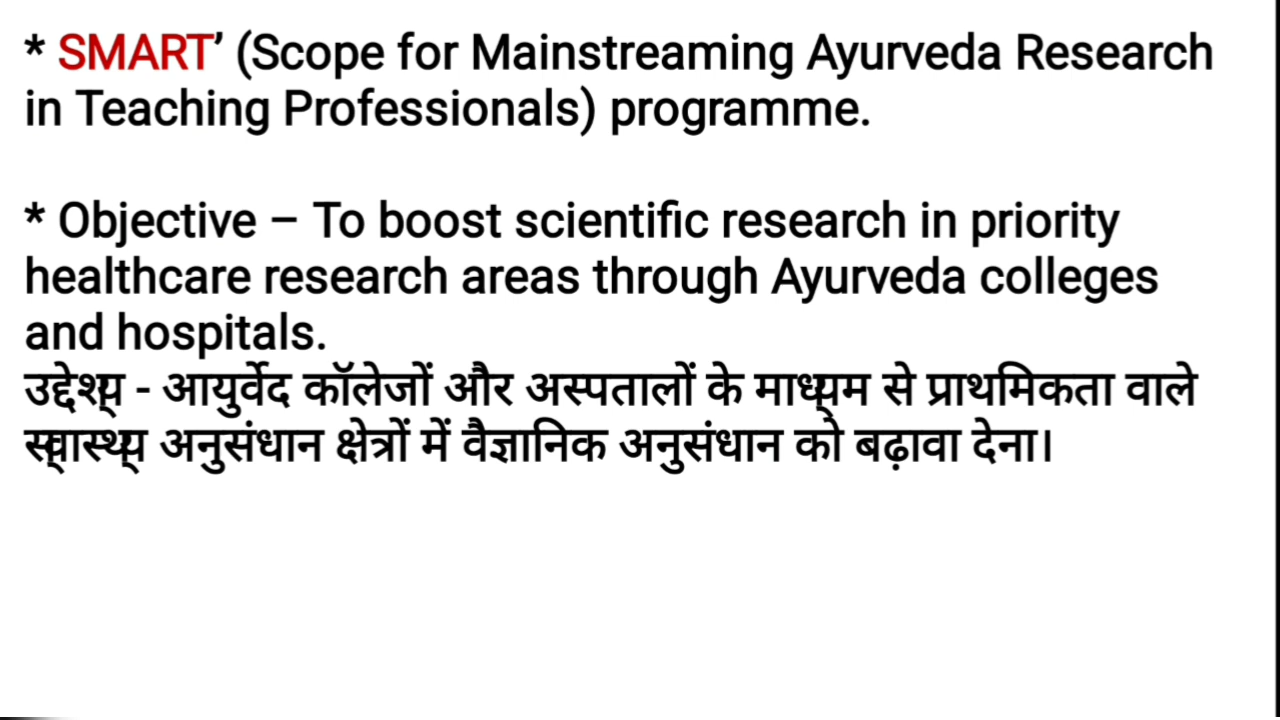 * SMART’ (Scope for Mainstreaming Ayurveda Research
in Teaching Professionals) programme.
* Objective – To boost scientific research in priority
healthcare research areas through Ayurveda colleges
and hospitals.
उद्देश्य - आयुर्वेद कॉलेजों और अस्पतालों के माध्यम से प्राथमिकता वाले
स्वास्थ्य अनुसंधान क्षेत्रों में वैज्ञानिक अनुसंधान को बढ़ावा देना।